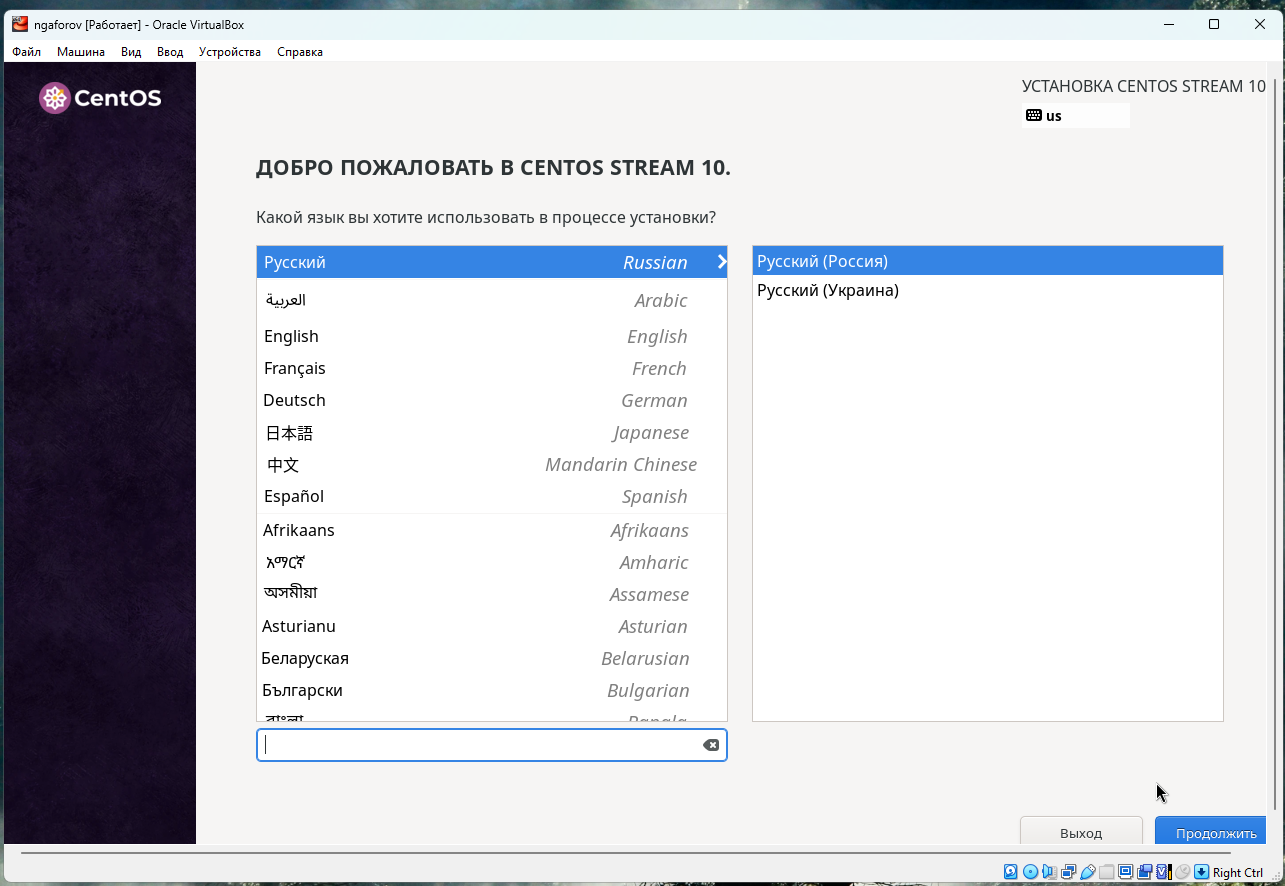 ngaforov [Работает] - Oracle VirtualBox
Файл Машина Вид Ввод Устройства Справка
CentOS
УСТАНОВКА CENTOS STREAM 10
us
ДОБРО ПОЖАЛОВАТЬ В CENTOS STREAM 10.
Какой язык вы хотите использовать в процессе установки?
Русский Russian
العربية Arabic
English English
Français French
Deutsch German
日本語 Japanese
中文 Mandarin Chinese
Español Spanish
Afrikaans Afrikaans
አማርኛ Amharic
অসমীয়া Assamese
Asturianu Asturian
Беларуская Belarusian
Български Bulgarian
বাংলা Bangla
Русский (Россия)
Русский (Украина)
Выход Продолжить
Right Ctrl